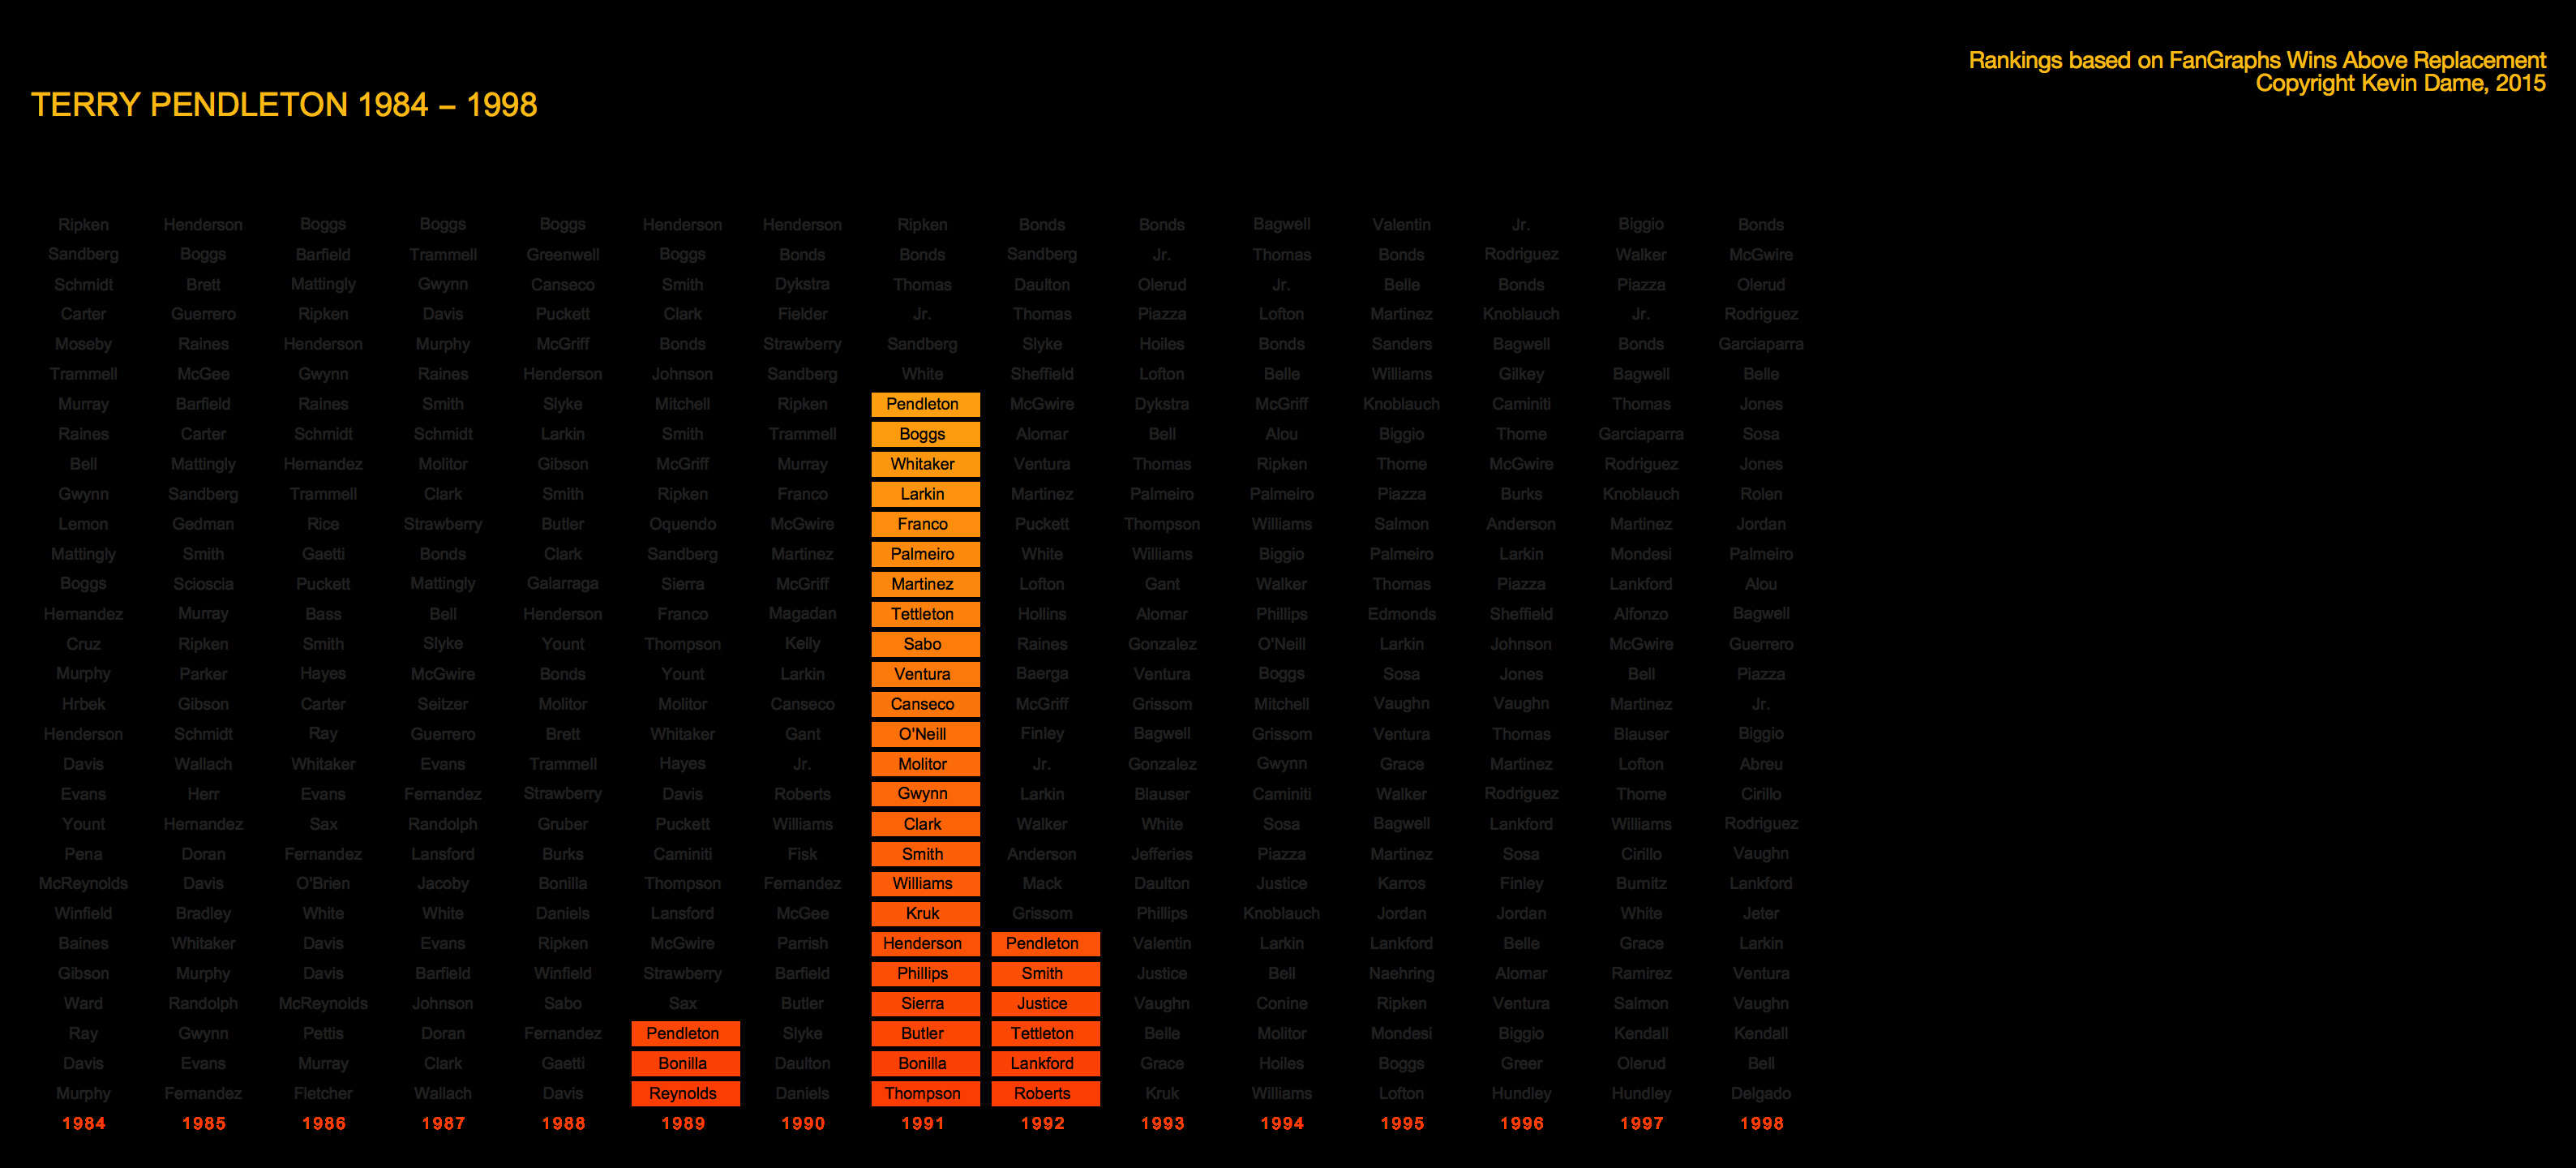 Rankings based on FanGraphs Wins Above Replacement
Copyright Kevin Dame, 2015
TERRY PENDLETON 1984 – 1998
Ripken Henderson Boggs Boggs Boggs Henderson Henderson Ripken Bonds Bonds Bagwell Valentin Jr. Biggio Bonds
Sandberg Boggs Barfield Trammell Greenwell Boggs Bonds Bonds Sandberg Jr. Thomas Bonds Rodriguez Walker McGwire
Schmidt Brett Mattingly Gwynn Canseco Smith Dykstra Thomas Daulton Olerud Jr. Belle Bonds Piazza Olerud
Carter Guerrero Ripken Davis Puckett Clark Fielder Jr. Thomas Piazza Lofton Martinez Knoblauch Jr. Rodriguez
Moseby Raines Henderson Murphy McGriff Bonds Strawberry Sandberg Slyke Hoiles Bonds Sanders Bagwell Bonds Garciaparra
Trammell McGee Gwynn Raines Henderson Johnson Sandberg White Sheffield Lofton Belle Williams Gilkey Bagwell Belle
Murray Barfield Raines Smith Slyke Mitchell Ripken Pendleton McGwire Dykstra McGriff Knoblauch Caminiti Thomas Jones
Raines Carter Schmidt Schmidt Larkin Smith Trammell Boggs Alomar Bell Alou Biggio Thome Garciaparra Sosa
Bell Mattingly Hernandez Molitor Gibson McGriff Murray Whitaker Ventura Thomas Ripken Thome McGwire Rodriguez Jones
Gwynn Sandberg Trammell Clark Smith Ripken Franco Larkin Martinez Palmeiro Palmeiro Piazza Burks Knoblauch Rolen
Lemon Gedman Rice Strawberry Butler Oquendo McGwire Franco Puckett Thompson Williams Salmon Anderson Martinez Jordan
Mattingly Smith Gaetti Bonds Clark Sandberg Martinez Palmeiro White Williams Biggio Palmeiro Larkin Mondesi Palmeiro
Boggs Scioscia Puckett Mattingly Galarraga Sierra McGriff Martinez Lofton Gant Walker Thomas Piazza Lankford Alou
Hernandez Murray Bass Bell Henderson Franco Magadan Tettleton Hollins Alomar Phillips Edmonds Sheffield Alfonzo Bagwell
Cruz Ripken Smith Slyke Yount Thompson Kelly Sabo Raines Gonzalez O'Neill Larkin Johnson McGwire Guerrero
Murphy Parker Hayes McGwire Bonds Yount Larkin Ventura Baerga Ventura Boggs Sosa Jones Bell Piazza
Hrbek Gibson Carter Seitzer Molitor Molitor Canseco Canseco McGriff Grissom Mitchell Vaughn Vaughn Martinez Jr.
Henderson Schmidt Ray Guerrero Brett Whitaker Gant O'Neill Finley Bagwell Grissom Ventura Thomas Blauser Biggio
Davis Wallach Whitaker Evans Trammell Hayes Jr. Molitor Jr. Gonzalez Gwynn Grace Martinez Lofton Abreu
Evans Herr Evans Fernandez Strawberry Davis Roberts Gwynn Larkin Blauser Caminiti Walker Rodriguez Thome Cirillo
Yount Hernandez Sax Randolph Gruber Puckett Williams Clark Walker White Sosa Bagwell Lankford Williams Rodriguez
Pena Doran Fernandez Lansford Burks Caminiti Fisk Smith Anderson Jefferies Piazza Martinez Sosa Cirillo Vaughn
McReynolds Davis O'Brien Jacoby Bonilla Thompson Fernandez Williams Mack Daulton Justice Karros Finley Burnitz Lankford
Winfield Bradley White White Daniels Lansford McGee Kruk Grissom Phillips Knoblauch Jordan Jordan White Jeter
Baines Whitaker Davis Evans Ripken McGwire Parrish Henderson Pendleton Valentin Larkin Lankford Belle Grace Larkin
Gibson Murphy Davis Barfield Winfield Strawberry Barfield Phillips Smith Justice Bell Naehring Alomar Ramirez Ventura
Ward Randolph McReynolds Johnson Sabo Sax Butler Sierra Justice Vaughn Conine Ripken Ventura Salmon Vaughn
Ray Gwynn Pettis Doran Fernandez Pendleton Slyke Butler Tettleton Belle Molitor Mondesi Biggio Kendall Kendall
Davis Evans Murray Clark Gaetti Bonilla Daulton Bonilla Lankford Grace Hoiles Boggs Greer Olerud Bell
Murphy Fernandez Fletcher Wallach Davis Reynolds Daniels Thompson Roberts Kruk Williams Lofton Hundley Hundley Delgado
1984 1985 1986 1987 1988 1989 1990 1991 1992 1993 1994 1995 1996 1997 1998